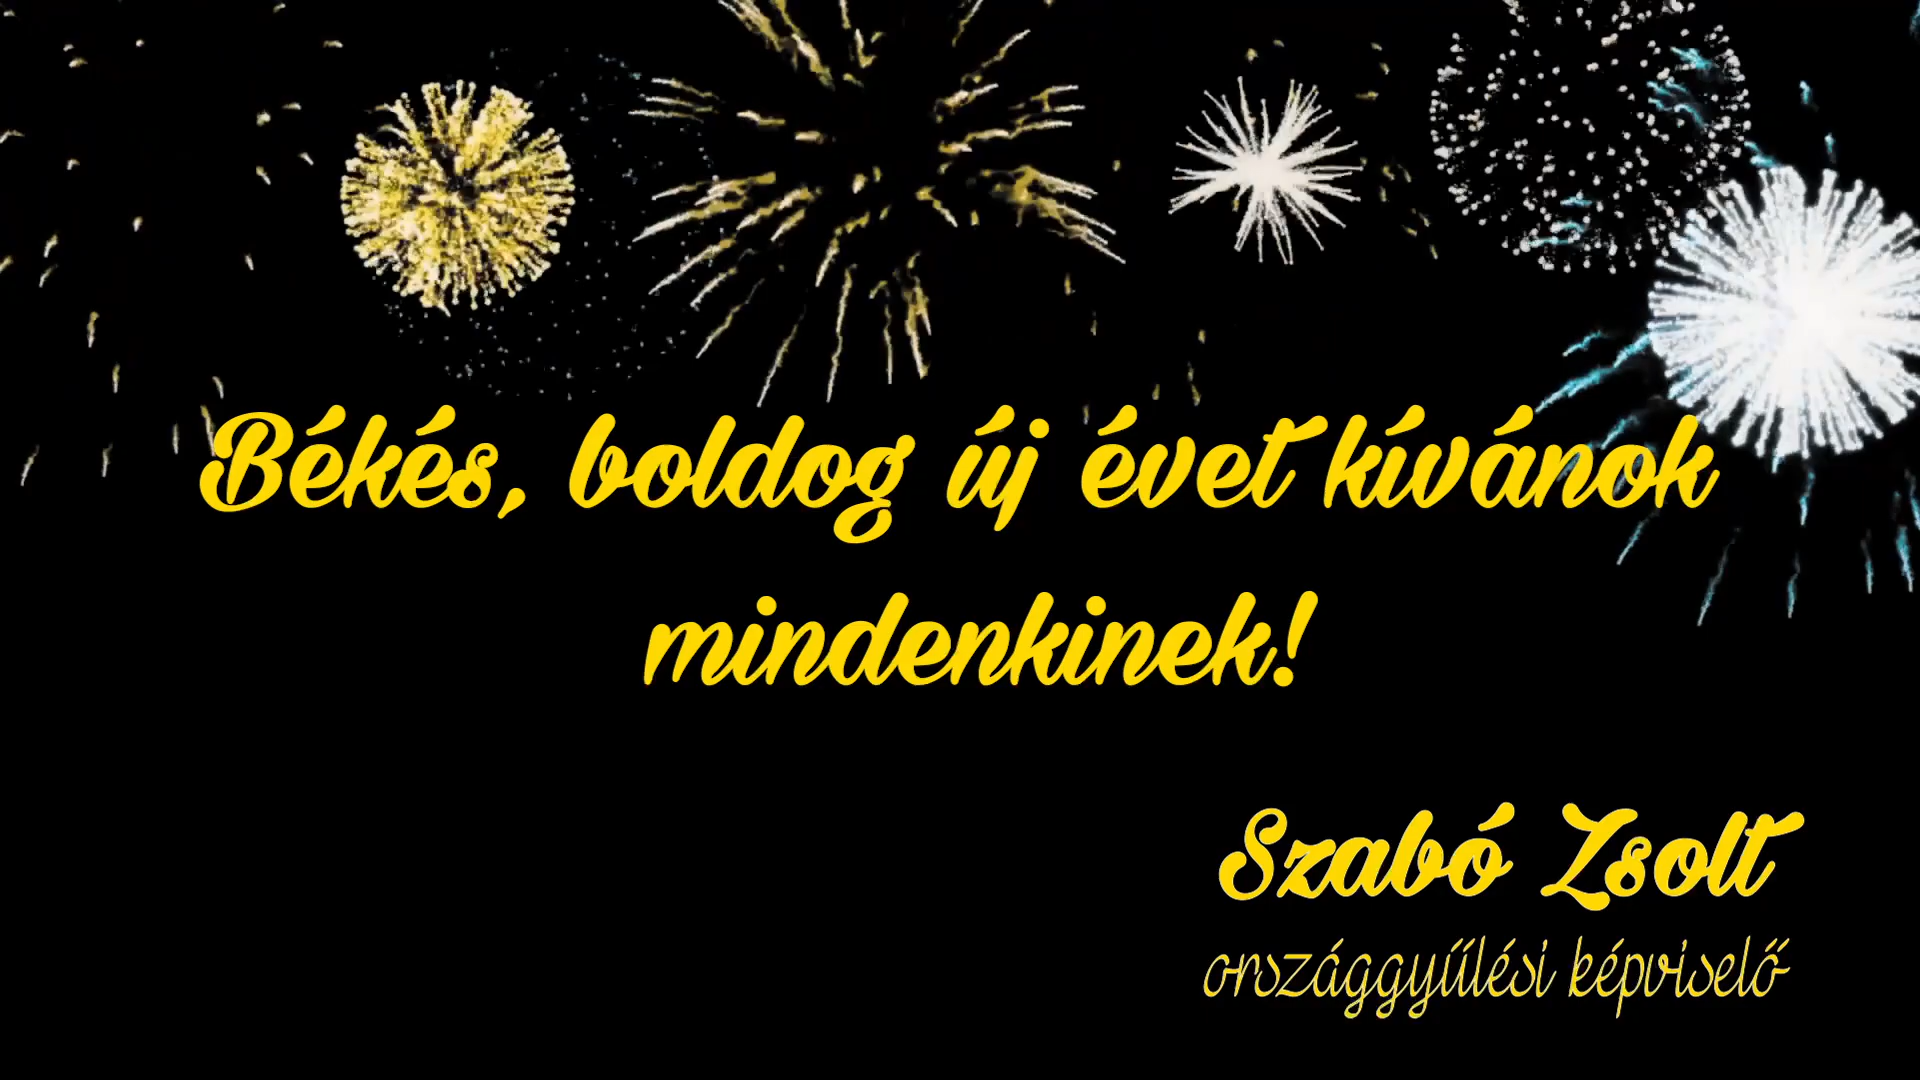 Békés, boldog új évet kívánok
mindenkinek!
Szabó Zsolt
országgyűlési képviselő